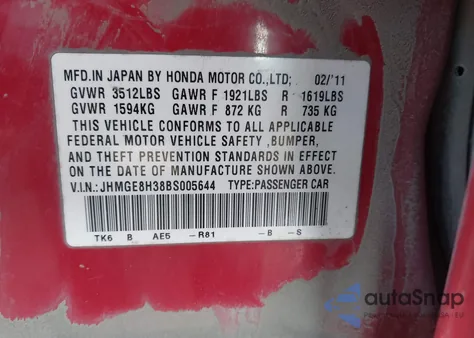 MFD.IN JAPAN BY HONDA MOTOR CO.,LTD; 02/'11
GVWR 3512LBS GAWR F 1921LBS R 1619LBS
GVWR 1594KG GAWR F 872 KG R 735 KG
THIS VEHICLE CONFORMS TO ALL APPLICABLE
FEDERAL MOTOR VEHICLE SAFETY ,BUMPER,
AND THEFT PREVENTION STANDARDS IN EFFECT
ON THE DATE OF MANUFACTURE SHOWN ABOVE.
V.I.N.: JHMGE8H38BS005644 TYPE:PASSENGER CAR
TK6 B AE5 -R81 -B -S
autoSnap